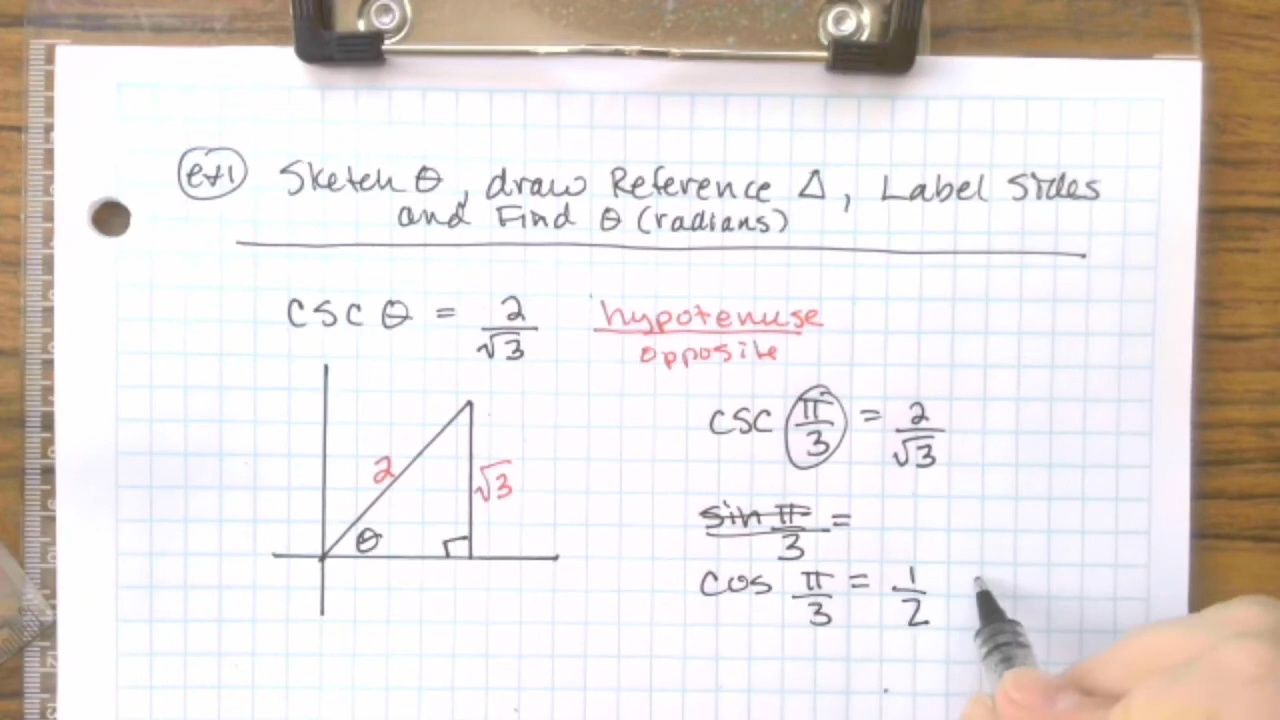 ex1 Sketch θ, draw Reference Δ, Label Sides
and Find θ (radians)
csc θ = 2/√3 hypotenuse/opposite
csc π/3 = 2/√3
2
√3
sin π/3 =
θ
cos π/3 = 1/2